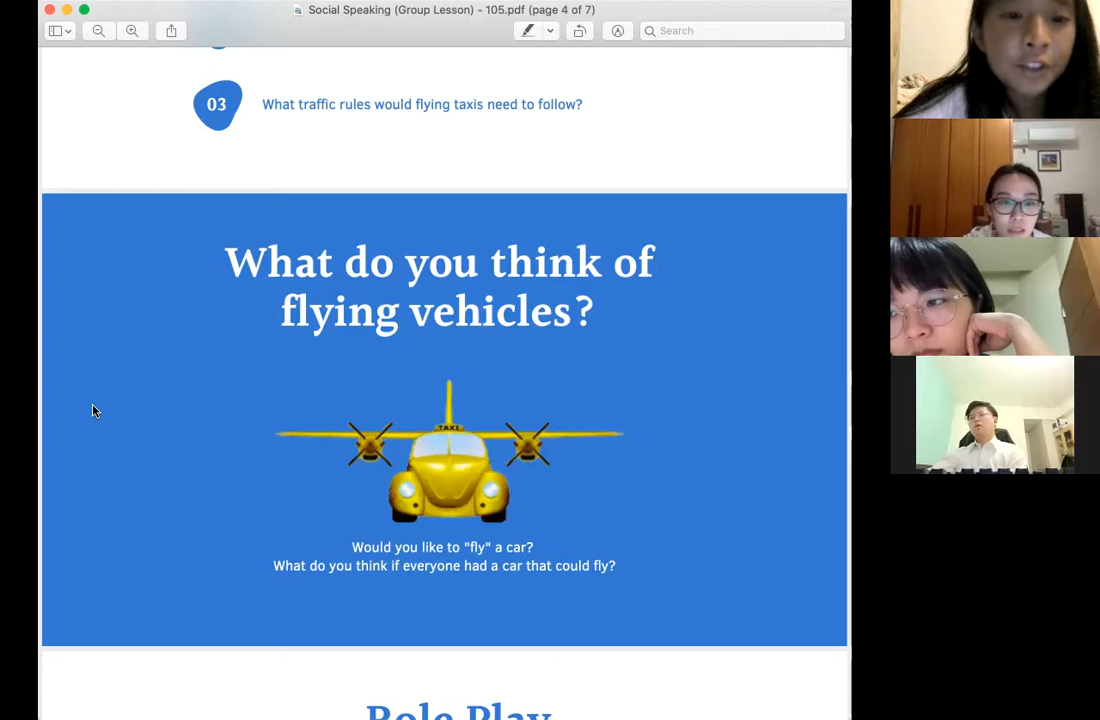 Social Speaking (Group Lesson) - 105.pdf (page 4 of 7)
Search
03
What traffic rules would flying taxis need to follow?
What do you think of
flying vehicles?
TAXI
Would you like to "fly" a car?
What do you think if everyone had a car that could fly?
Role Play